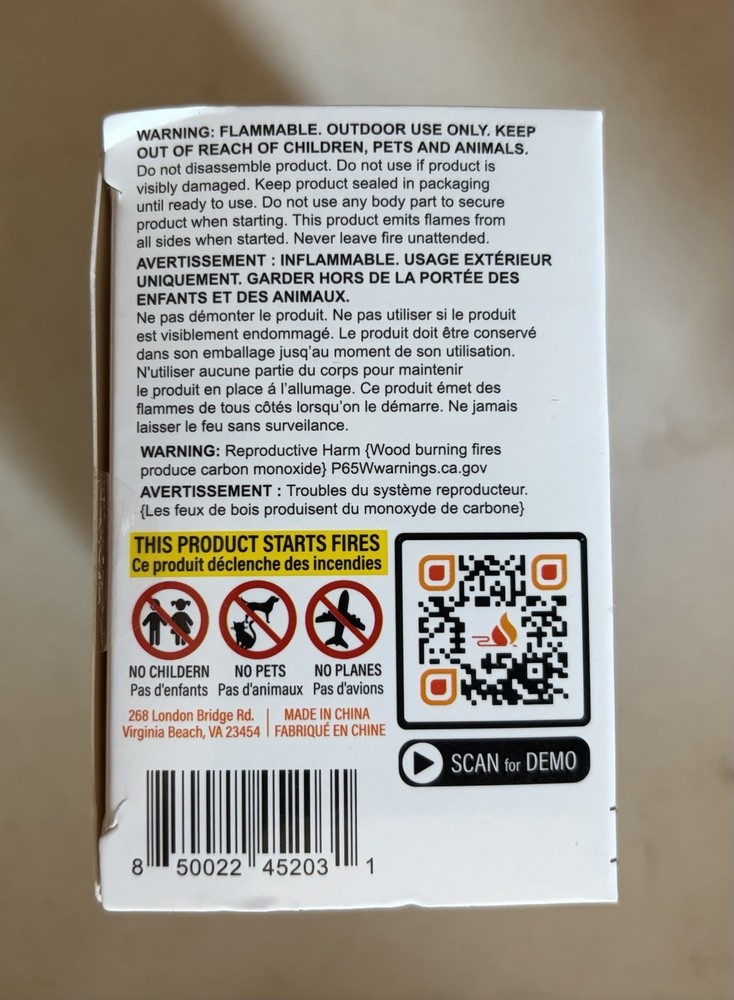 WARNING: FLAMMABLE. OUTDOOR USE ONLY. KEEP
OUT OF REACH OF CHILDREN, PETS AND ANIMALS.
Do not disassemble product. Do not use if product is
visibly damaged. Keep product sealed in packaging
until ready to use. Do not use any body part to secure
product when starting. This product emits flames from
all sides when started. Never leave fire unattended.
AVERTISSEMENT : INFLAMMABLE. USAGE EXTÉRIEUR
UNIQUEMENT. GARDER HORS DE LA PORTÉE DES
ENFANTS ET DES ANIMAUX.
Ne pas démonter le produit. Ne pas utiliser si le produit
est visiblement endommagé. Le produit doit être conservé
dans son emballage jusqu'au moment de son utilisation.
N'utiliser aucune partie du corps pour maintenir
le produit en place á l'allumage. Ce produit émet des
flammes de tous côtés lorsqu'on le démarre. Ne jamais
laisser le feu sans surveilance.
WARNING: Reproductive Harm {Wood burning fires
produce carbon monoxide} P65Wwarnings.ca.gov
AVERTISSEMENT : Troubles du système reproducteur.
{Les feux de bois produisent du monoxyde de carbone}
THIS PRODUCT STARTS FIRES
Ce produit déclenche des incendies
NO CHILDERN NO PETS NO PLANES
Pas d'enfants Pas d'animaux Pas d'avions
268 London Bridge Rd.
Virginia Beach, VA 23454
MADE IN CHINA
FABRIQUÉ EN CHINE
SCAN for DEMO
8 50022 45203 1